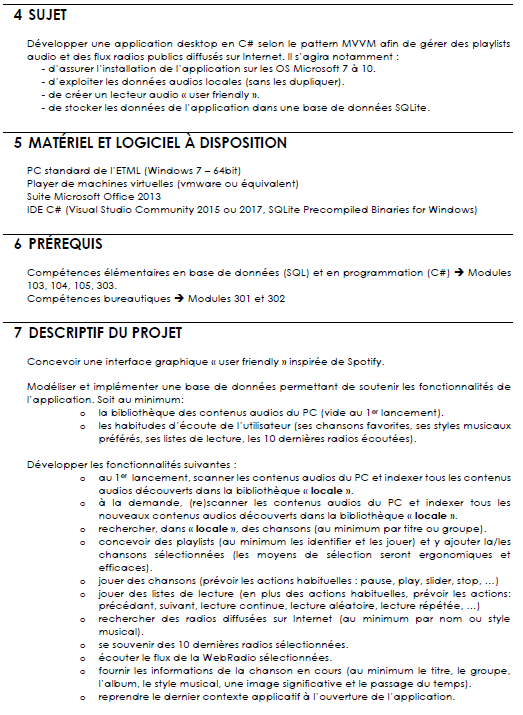 4 SUJET
Développer une application desktop en C# selon le pattern MVVM afin de gérer des playlists
audio et des flux radios publics diffusés sur Internet. Il s'agira notamment :
- d'assurer l'installation de l'application sur les OS Microsoft 7 à 10.
- d'exploiter les données audios locales (sans les dupliquer).
- de créer un lecteur audio « user friendly ».
- de stocker les données de l'application dans une base de données SQLite.
5 MATÉRIEL ET LOGICIEL À DISPOSITION
PC standard de l'ETML (Windows 7 – 64bit)
Player de machines virtuelles (vmware ou équivalent)
Suite Microsoft Office 2013
IDE C# (Visual Studio Community 2015 ou 2017, SQLite Precompiled Binaries for Windows)
6 PRÉREQUIS
Compétences élémentaires en base de données (SQL) et en programmation (C#) → Modules
103, 104, 105, 303.
Compétences bureautiques → Modules 301 et 302
7 DESCRIPTIF DU PROJET
Concevoir une interface graphique « user friendly » inspirée de Spotify.
Modéliser et implémenter une base de données permettant de soutenir les fonctionnalités de
l'application. Soit au minimum:
o la bibliothèque des contenus audios du PC (vide au 1er lancement).
o les habitudes d'écoute de l'utilisateur (ses chansons favorites, ses styles musicaux
préférés, ses listes de lecture, les 10 dernières radios écoutées).
Développer les fonctionnalités suivantes :
o au 1er lancement, scanner les contenus audios du PC et indexer tous les contenus
audios découverts dans la bibliothèque « locale ».
o à la demande, (re)scanner les contenus audios du PC et indexer tous les
nouveaux contenus audios découverts dans la bibliothèque « locale ».
o rechercher, dans « locale », des chansons (au minimum par titre ou groupe).
o concevoir des playlists (au minimum les identifier et les jouer) et y ajouter la/les
chansons sélectionnées (les moyens de sélection seront ergonomiques et
efficaces).
o jouer des chansons (prévoir les actions habituelles : pause, play, slider, stop, …)
o jouer des listes de lecture (en plus des actions habituelles, prévoir les actions:
précédant, suivant, lecture continue, lecture aléatoire, lecture répétée, …)
o rechercher des radios diffusées sur Internet (au minimum par nom ou style
musical).
o se souvenir des 10 dernières radios sélectionnées.
o écouter le flux de la WebRadio sélectionnées.
o fournir les informations de la chanson en cours (au minimum le titre, le groupe,
l'album, le style musical, une image significative et le passage du temps).
o reprendre le dernier contexte applicatif à l'ouverture de l'application.